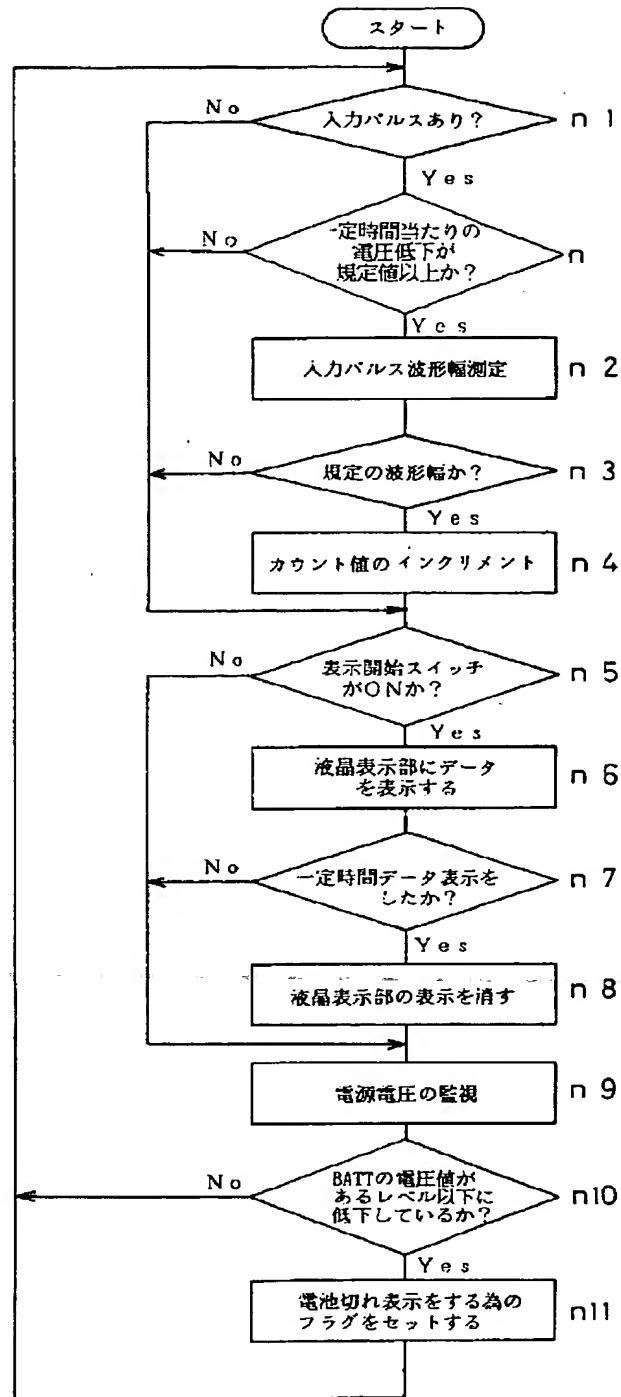 スタート
No
入力パルスあり?
n 1
Yes
No
一定時間当たりの
電圧低下が
規定値以上か?
n
Yes
入力パルス波形幅測定
n 2
No
規定の波形幅か?
n 3
Yes
カウント値のインクリメント
n 4
No
表示開始スイッチ
がONか?
n 5
Yes
液晶表示部にデータ
を表示する
n 6
No
一定時間データ表示を
したか?
n 7
Yes
液晶表示部の表示を消す
n 8
電源電圧の監視
n 9
No
BATTの電圧値が
あるレベル以下に
低下しているか?
n10
Yes
電池切れ表示をする為の
フラグをセットする
n11